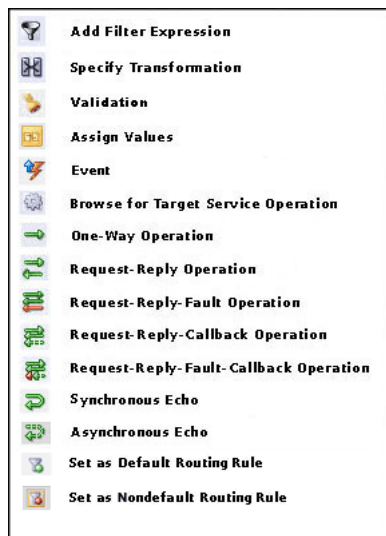 Add Filter Expression
Specify Transformation
Validation
Assign Values
Event
Browse for Target Service Operation
One-Way Operation
Request-Reply Operation
Request-Reply-Fault Operation
Request-Reply-Callback Operation
Request-Reply-Fault-Callback Operation
Synchronous Echo
Asynchronous Echo
Set as Default Routing Rule
Set as Nondefault Routing Rule